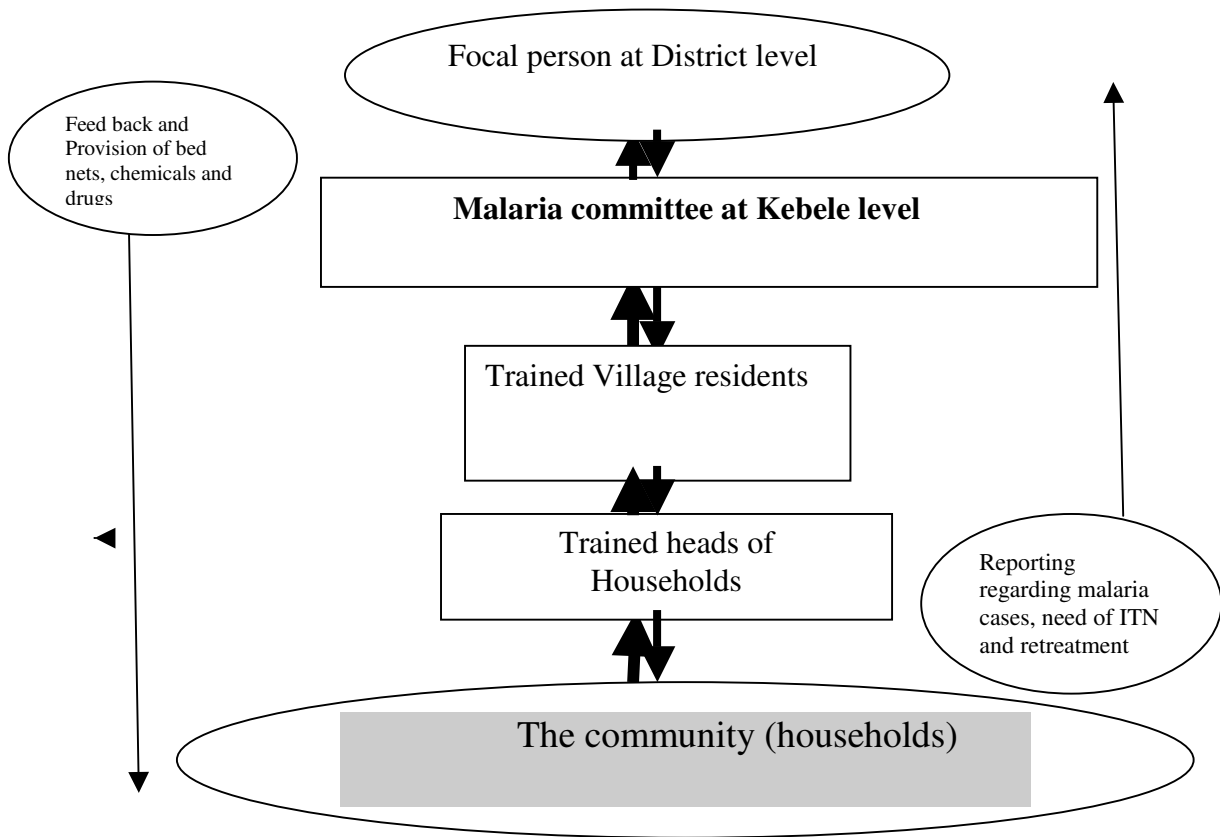 Focal person at District level
Feed back and
Provision of bed
nets, chemicals and
drugs
Malaria committee at Kebele level
Trained Village residents
Trained heads of
Households
Reporting
regarding malaria
cases, need of ITN
and retreatment
The community (households)